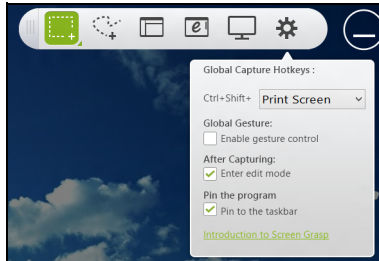 Global Capture Hotkeys :
Ctrl+Shift+ Print Screen
Global Gesture:
Enable gesture control
After Capturing:
Enter edit mode
Pin the program
Pin to the taskbar
Introduction to Screen Grasp